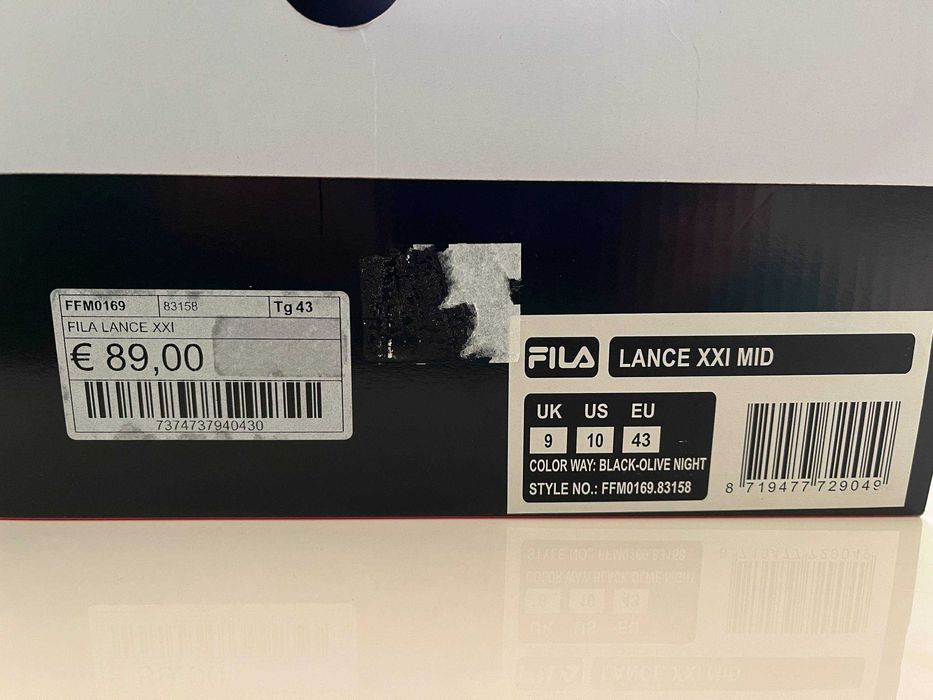 FFM0169 83158 Tg 43
FILA LANCE XXI
€ 89,00
7374737940430
FILA LANCE XXI MID
UK US EU
9 10 43
COLOR WAY: BLACK-OLIVE NIGHT
STYLE NO.: FFM0169.83158
8 719477 729049